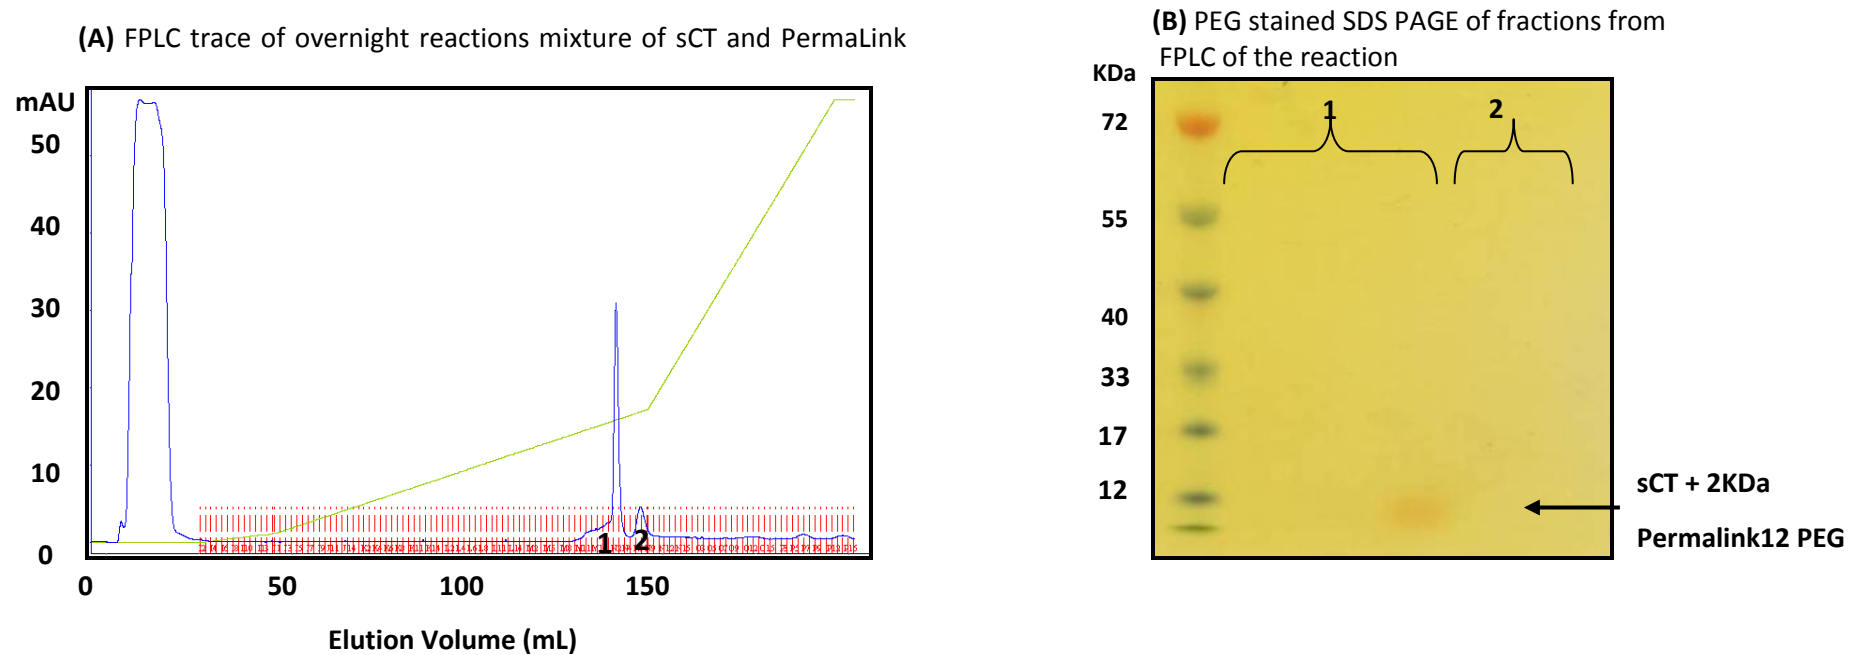 (A) FPLC trace of overnight reactions mixture of sCT and PermaLink
mAU
50
40
30
20
10
0
1
2
0
50
100
150
Elution Volume (mL)
(B) PEG stained SDS PAGE of fractions from
FPLC of the reaction
KDa
72
55
40
33
17
12
1
2
sCT + 2KDa
Permalink12 PEG